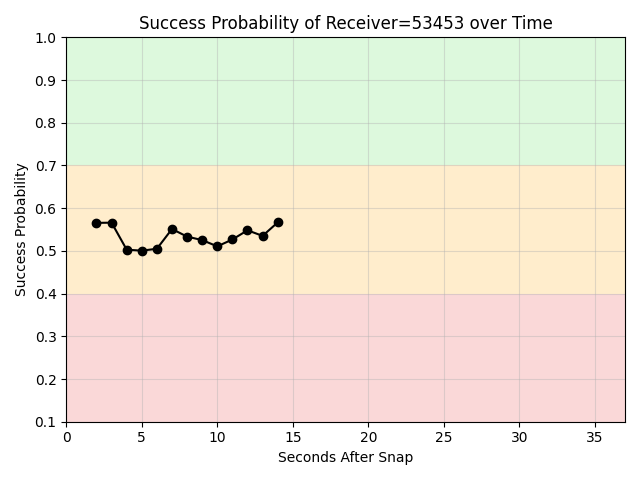 Success Probability of Receiver=53453 over Time
1.0
0.9
0.8
0.7
0.6
0.5
0.4
0.3
0.2
0.1
Success Probability
0 5 10 15 20 25 30 35
Seconds After Snap